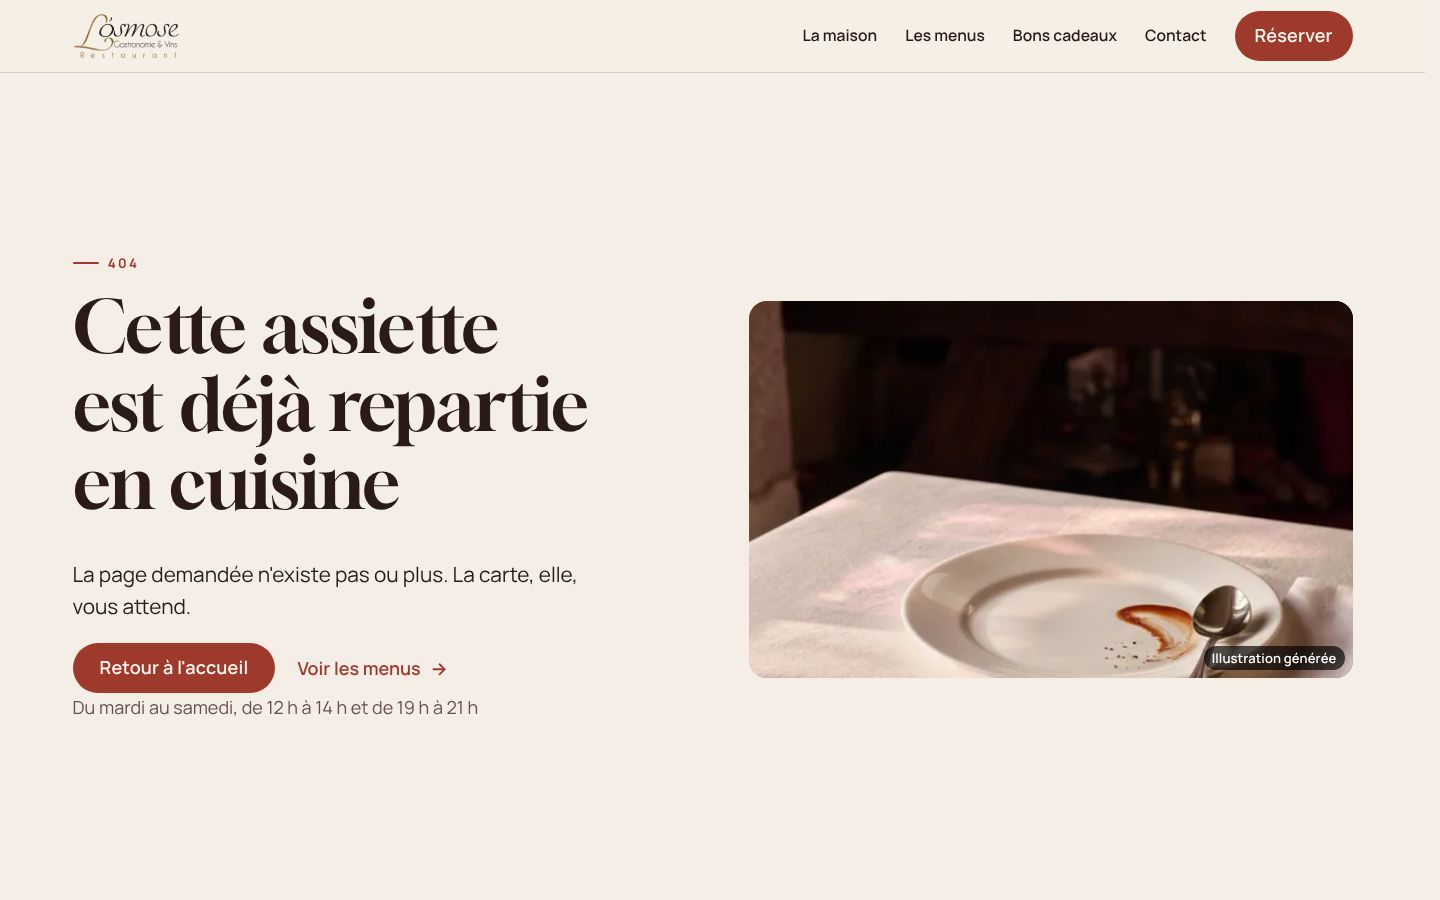 L'osmose
Gastronomie & Vins
Restaurant
La maison
Les menus
Bons cadeaux
Contact
Réserver
404
Cette assiette
est déjà repartie
en cuisine
La page demandée n'existe pas ou plus. La carte, elle,
vous attend.
Retour à l'accueil
Voir les menus →
Du mardi au samedi, de 12 h à 14 h et de 19 h à 21 h
Illustration générée